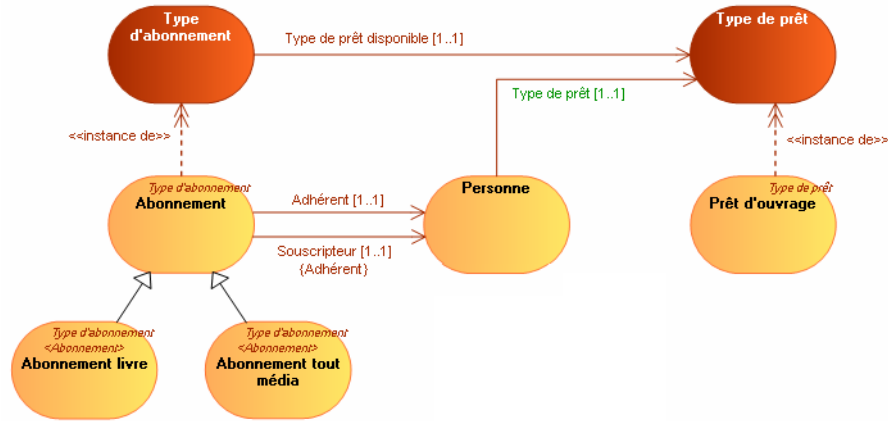 Type
d'abonnement
Type de prêt
Type de prêt disponible [1..1]
Type de prêt [1..1]
<<instance de>>
<<instance de>>
Type d'abonnement
Abonnement
Adhérent [1..1]
Personne
Type de prêt
Prêt d'ouvrage
Souscripteur [1..1]
{Adhérent}
Type d'abonnement
<Abonnement>
Abonnement livre
Type d'abonnement
<Abonnement>
Abonnement tout
média